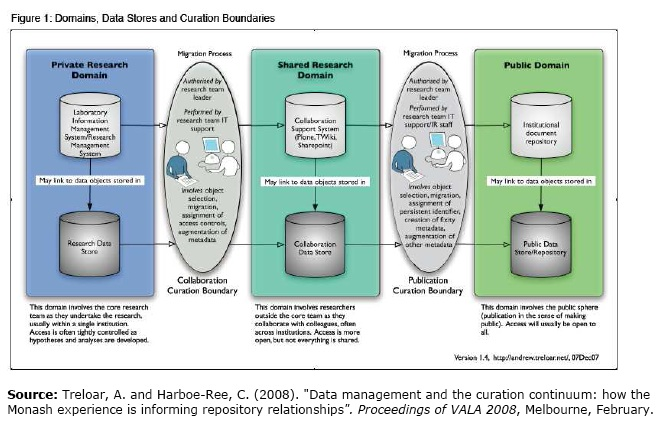 Figure 1: Domains, Data Stores and Curation Boundaries
Private Research
Domain
Laboratory
Information
Management
System/Research
Management
System
May link to data objects stored in
Research Data
Store
This domain involves the core research
team as they undertake the research,
usually within a single institution.
Access is often tightly controlled as
hypotheses and analyses are developed.
Migration Process
Authorised by
research team
leader
Performed by
research team IT
support
Involves object
selection,
migration,
assignment of
access controls,
augmentation of
metadata
Collaboration
Curation Boundary
Shared Research
Domain
Collaboration
Support System
(Plone,TWiki,
Sharepoint)
May link to data objects stored in
Collaboration
Data Store
This domain involves researchers
outside the core team as they
collaborate with colleagues, often
across institutions. Access is more
open, but not everything is shared.
Migration Process
Authorised by
research team
leader
Performed by
research team IT
support/IR staff
Involves object
selection, migration,
assignment of
persistent identifier,
creation of fixity
metadata,
augmentation of
other metadata
Publication
Curation Boundary
Public Domain
Institutional
document
repository
May link to data objects stored in
Public Data
Store/Repository
This domain involves the public sphere
(publication in the sense of making
public). Access will usually be open to
all.
Version 1.4, http://andrew.treloar.net/, 07Dec07
Source: Treloar, A. and Harboe-Ree, C. (2008). "Data management and the curation continuum: how the
Monash experience is informing repository relationships”. Proceedings of VALA 2008, Melbourne, February.